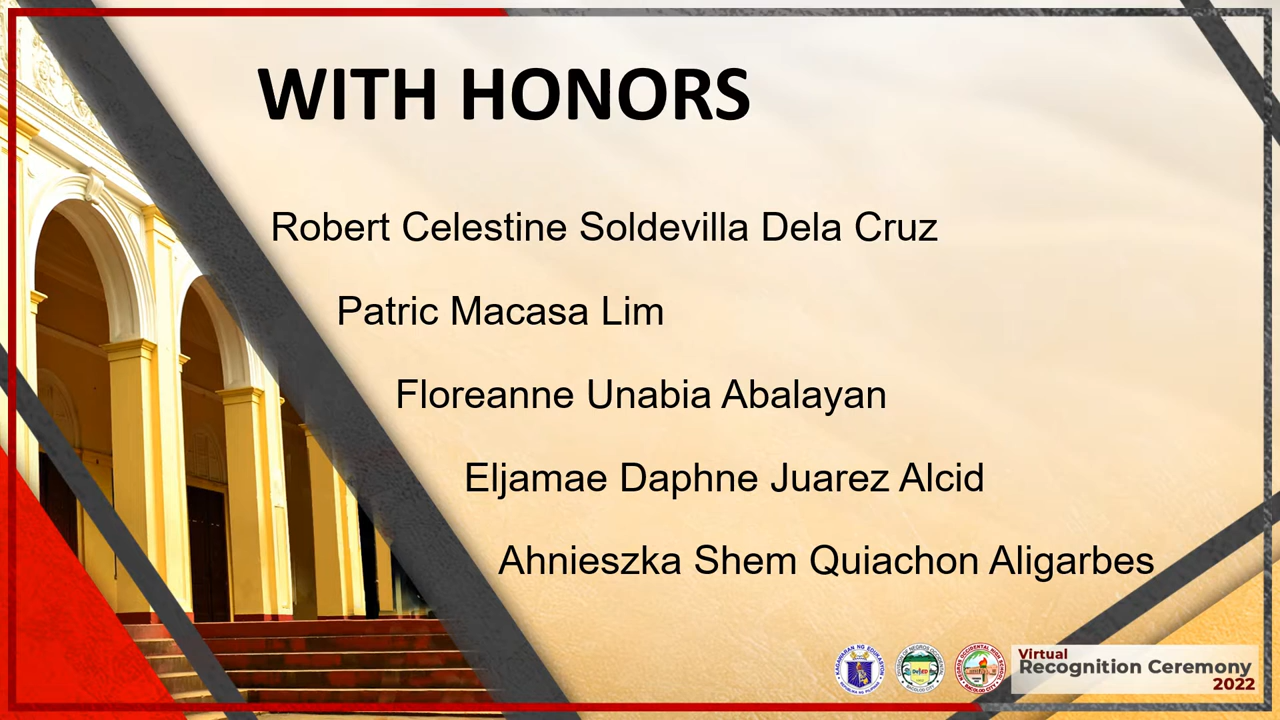 WITH HONORS
Robert Celestine Soldevilla Dela Cruz
Patric Macasa Lim
Floreanne Unabia Abalayan
Eljamae Daphne Juarez Alcid
Ahnieszka Shem Quiachon Aligarbes
Virtual
Recognition Ceremony
2022